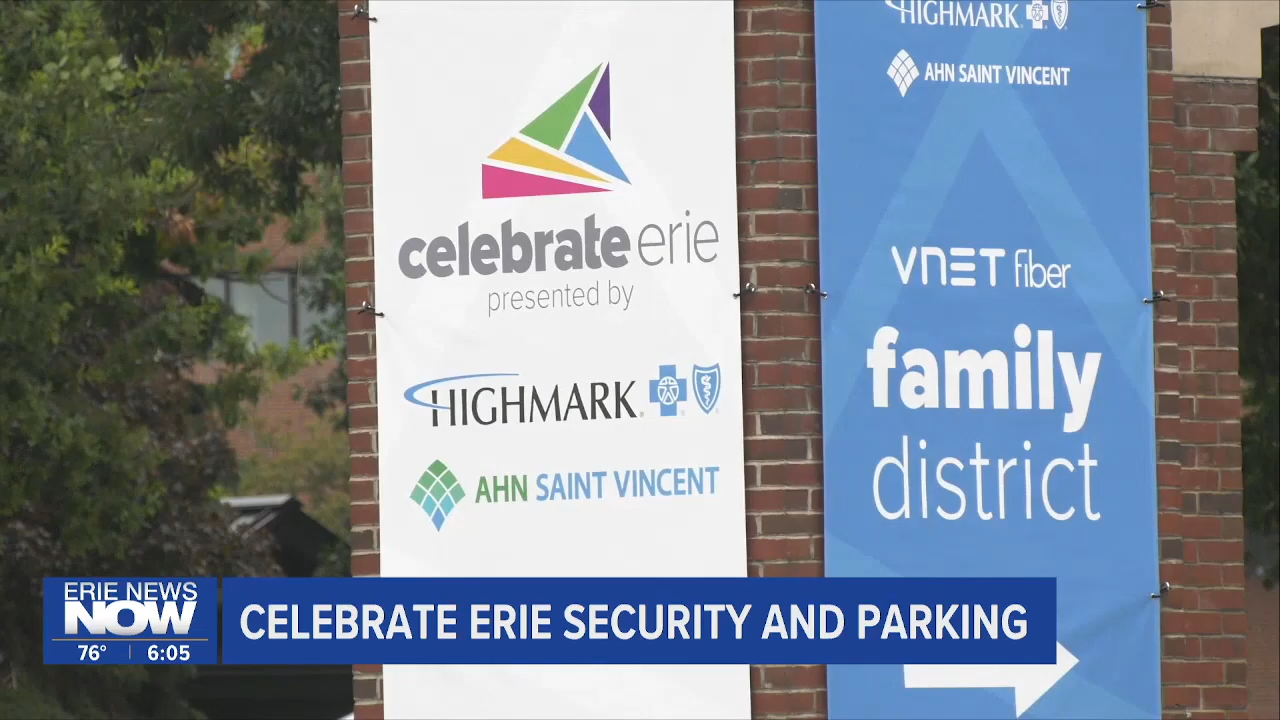 celebrate erie
presented by
HIGHMARK
AHN SAINT VINCENT
HIGHMARK
AHN SAINT VINCENT
VNET fiber
family
district
ERIE NEWS
NOW
76° | 6:05
CELEBRATE ERIE SECURITY AND PARKING